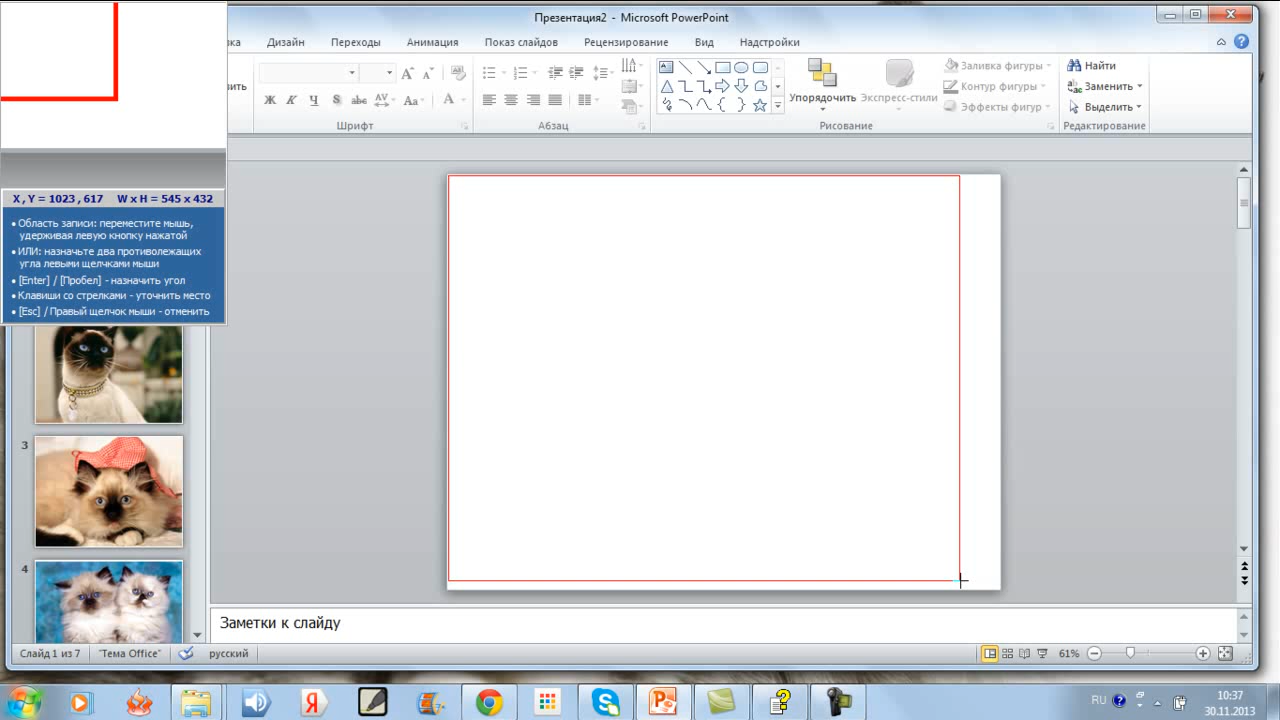 Презентация2 - Microsoft PowerPoint
ка Дизайн Переходы Анимация Показ слайдов Рецензирование Вид Надстройки
ить
Ж К Ч S abc AV Aa A
Шрифт Абзац Рисование Редактирование
Упорядочить Экспресс-стили
Заливка фигуры
Контур фигуры
Эффекты фигур
Найти
Заменить
Выделить
X , Y = 1023 , 617 W x H = 545 x 432
• Область записи: переместите мышь,
удерживая левую кнопку нажатой
• ИЛИ: назначьте два противолежащих
угла левыми щелчками мыши
• [Enter] / [Пробел] - назначить угол
• Клавиши со стрелками - уточнить место
• [Esc] / Правый щелчок мыши - отменить
3
4
Заметки к слайду
Слайд 1 из 7 "Тема Office" русский 61%
RU 10:37
30.11.2013